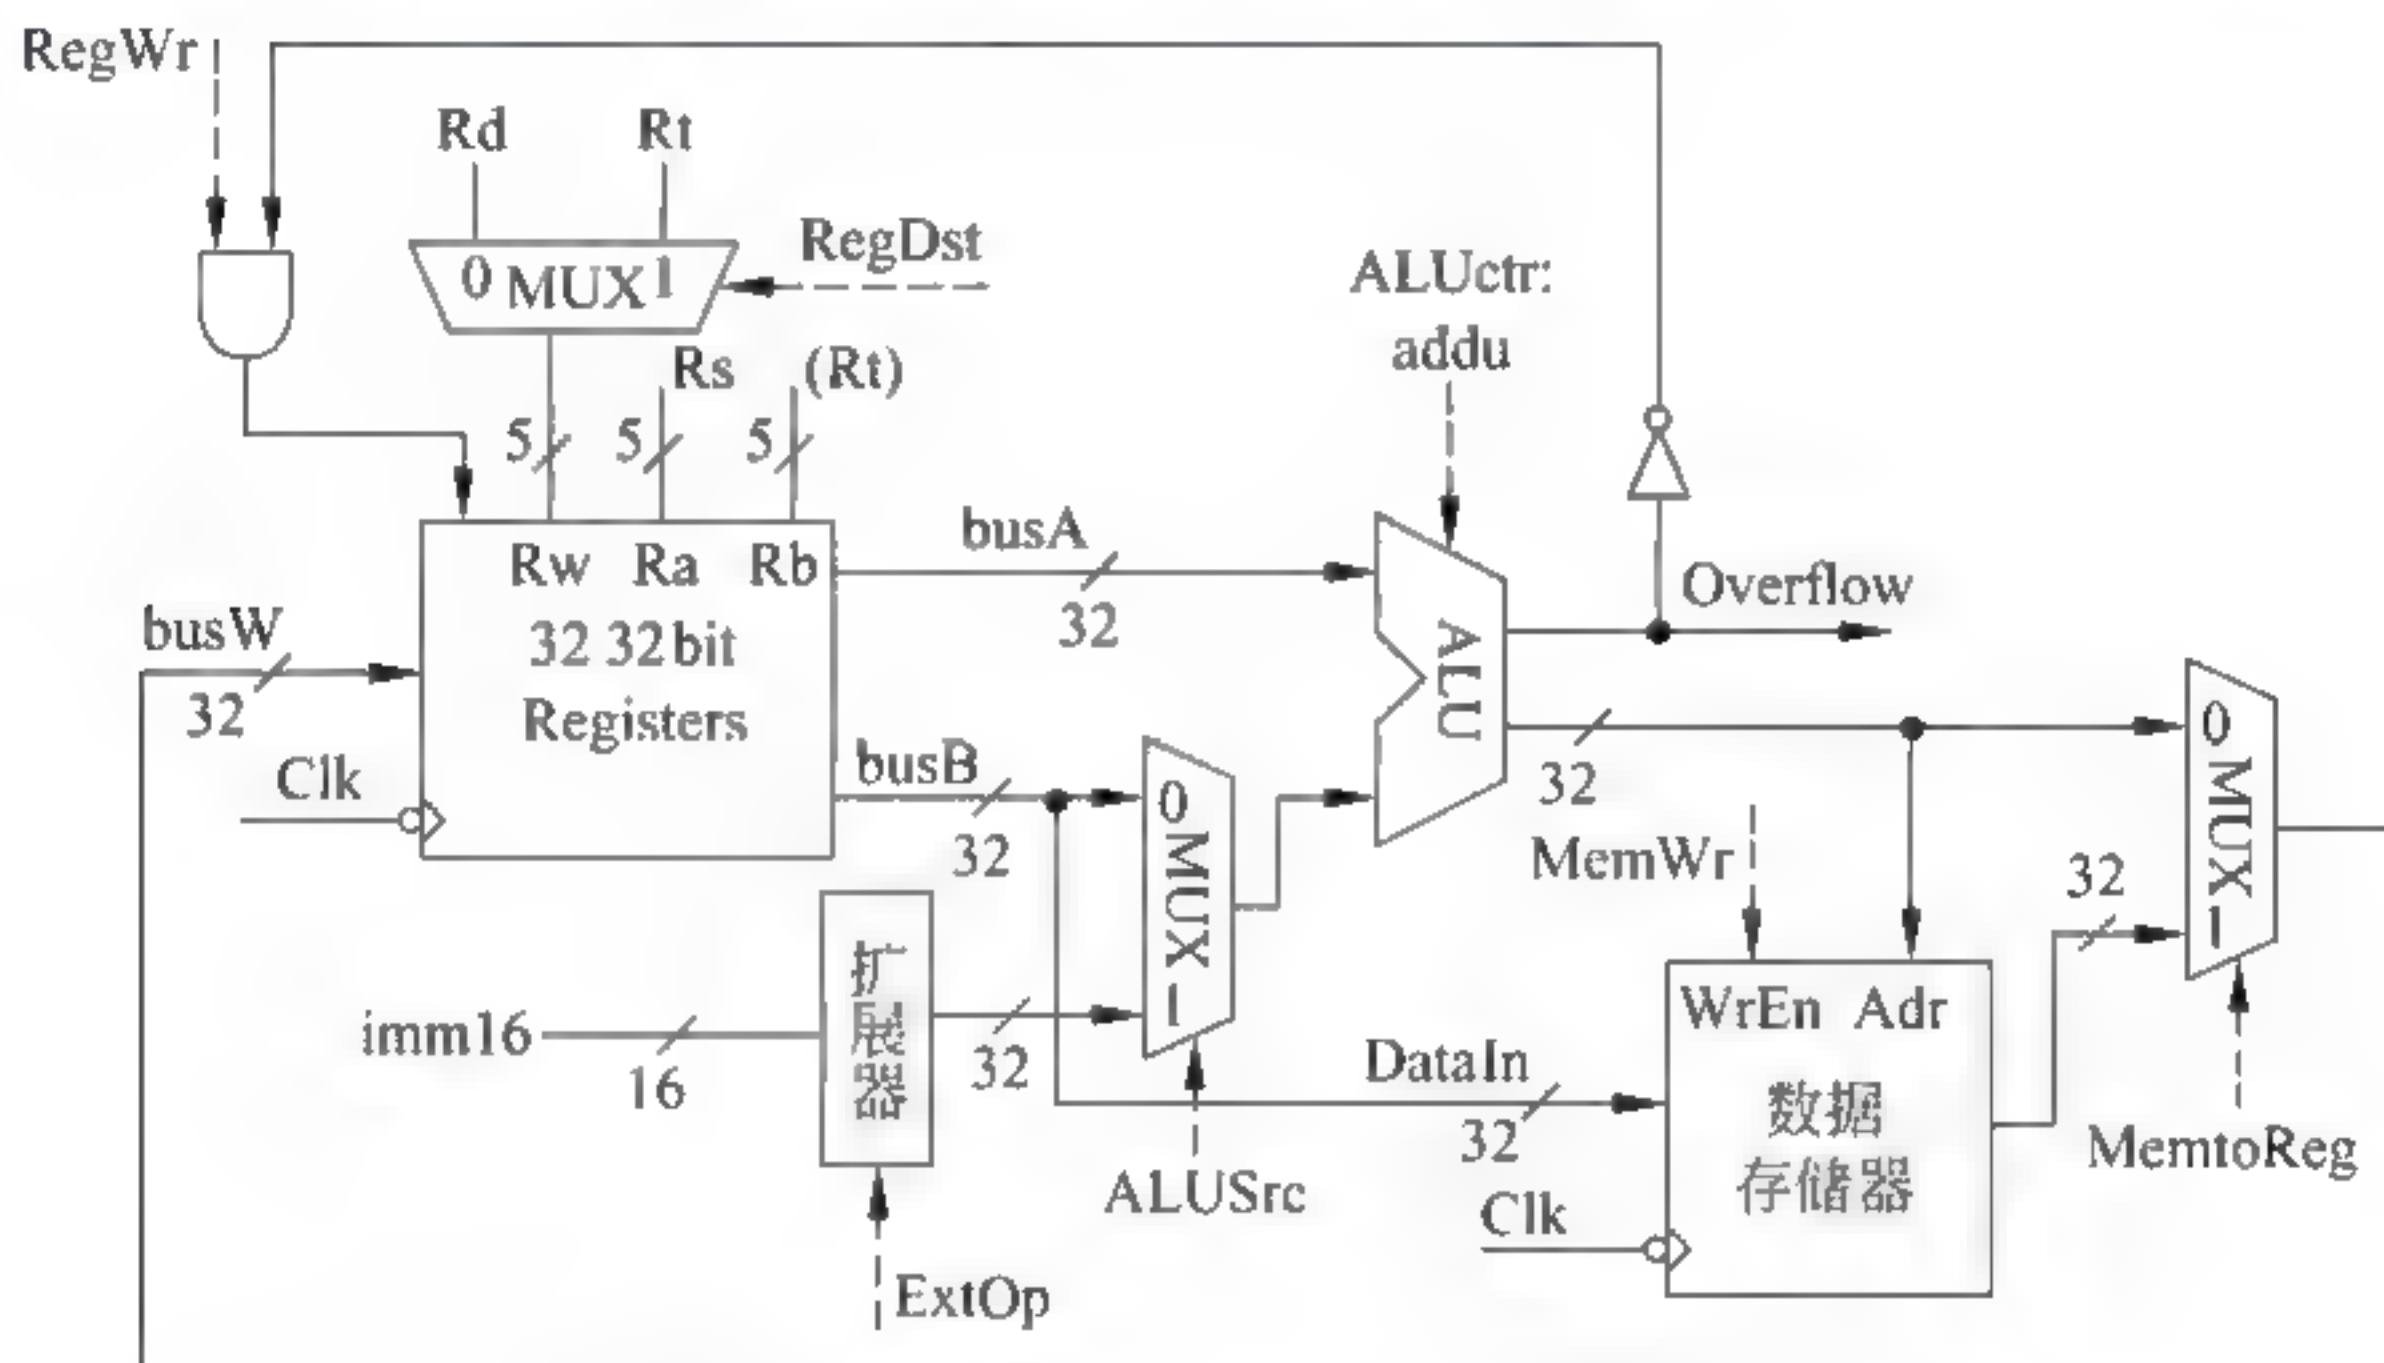 RegWr
Rd
Rt
0 MUX 1
RegDst
ALUctr:
addu
Rs
(Rt)
5
5
5
Rw Ra Rb
32 32bit
Registers
busW
32
Clk
busA
32
busB
32
0 MUX 1
ALU
Overflow
32
0 MUX 1
MemWr
32
扩展器
imm16
16
32
ALUSrc
ExtOp
DataIn
32
WrEn Adr
数据
存储器
Clk
MemtoReg